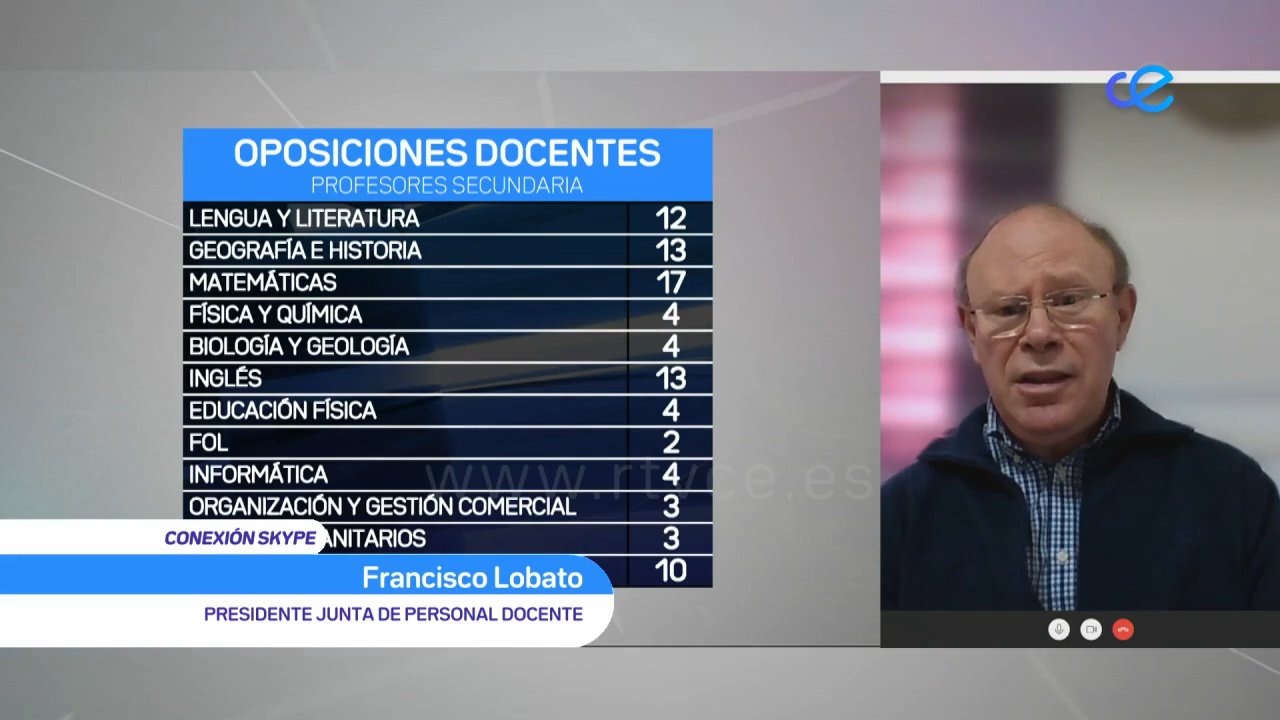 OPOSICIONES DOCENTES
PROFESORES SECUNDARIA
LENGUA Y LITERATURA 12
GEOGRAFÍA E HISTORIA 13
MATEMÁTICAS 17
FÍSICA Y QUÍMICA 4
BIOLOGÍA Y GEOLOGÍA 4
INGLÉS 13
EDUCACIÓN FÍSICA 4
FOL 2
INFORMÁTICA 4
ORGANIZACIÓN Y GESTIÓN COMERCIAL 3
ANITARIOS 3
10
CONEXIÓN SKYPE
Francisco Lobato
PRESIDENTE JUNTA DE PERSONAL DOCENTE
www.rtvce.es
ce